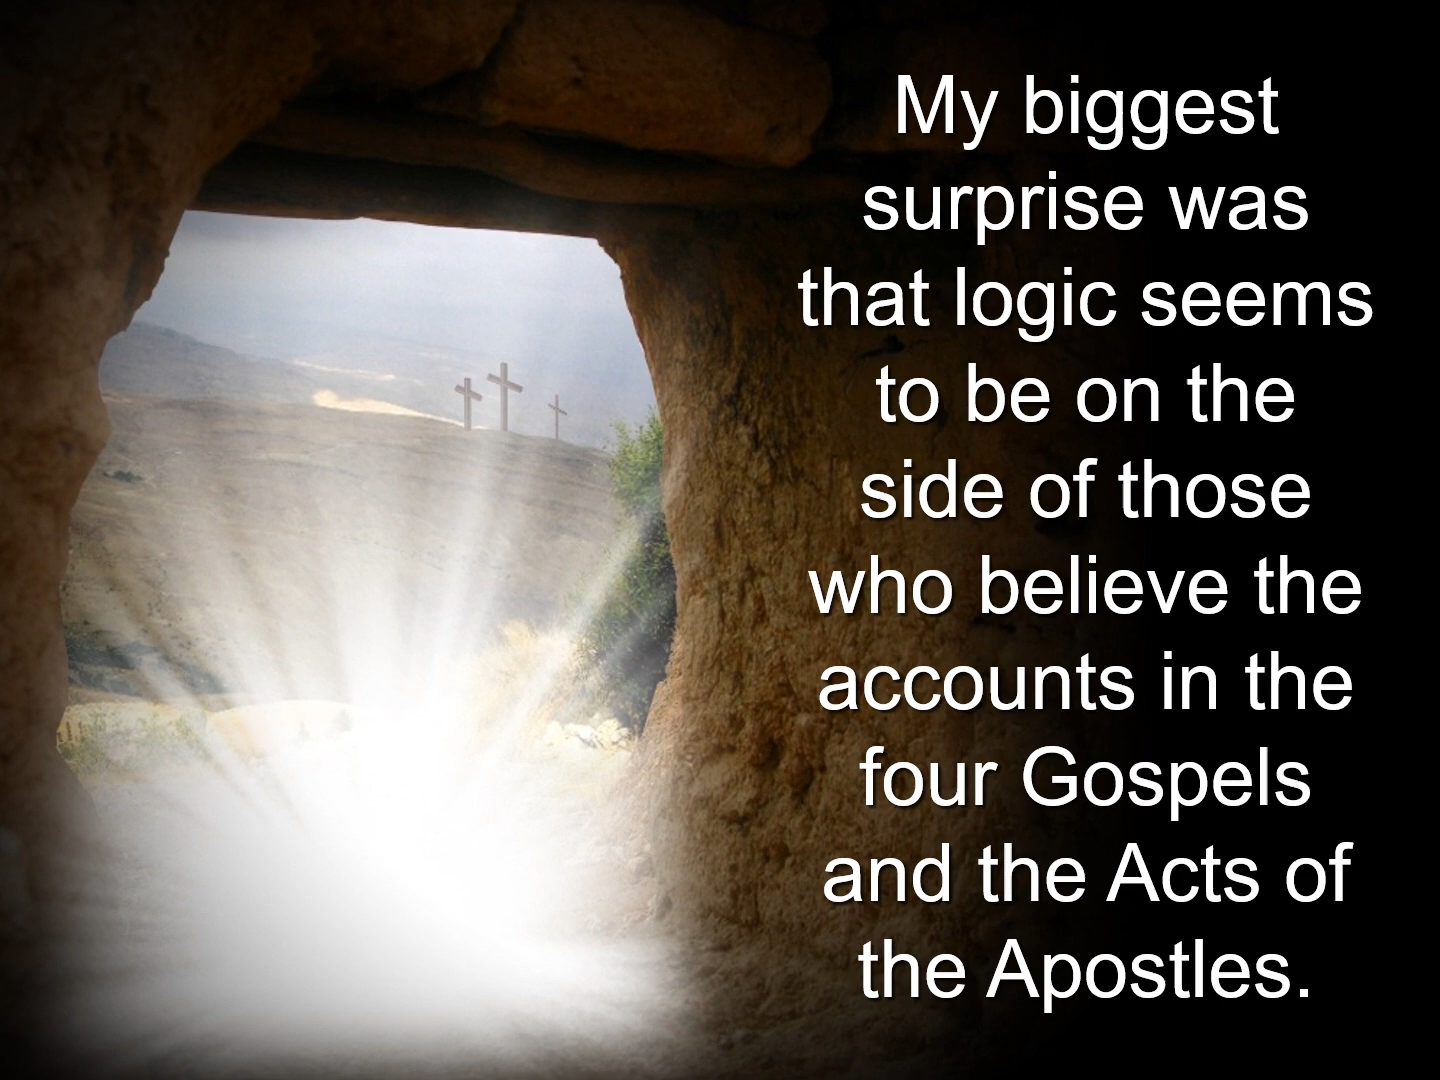 My biggest
surprise was
that logic seems
to be on the
side of those
who believe the
accounts in the
four Gospels
and the Acts of
the Apostles.